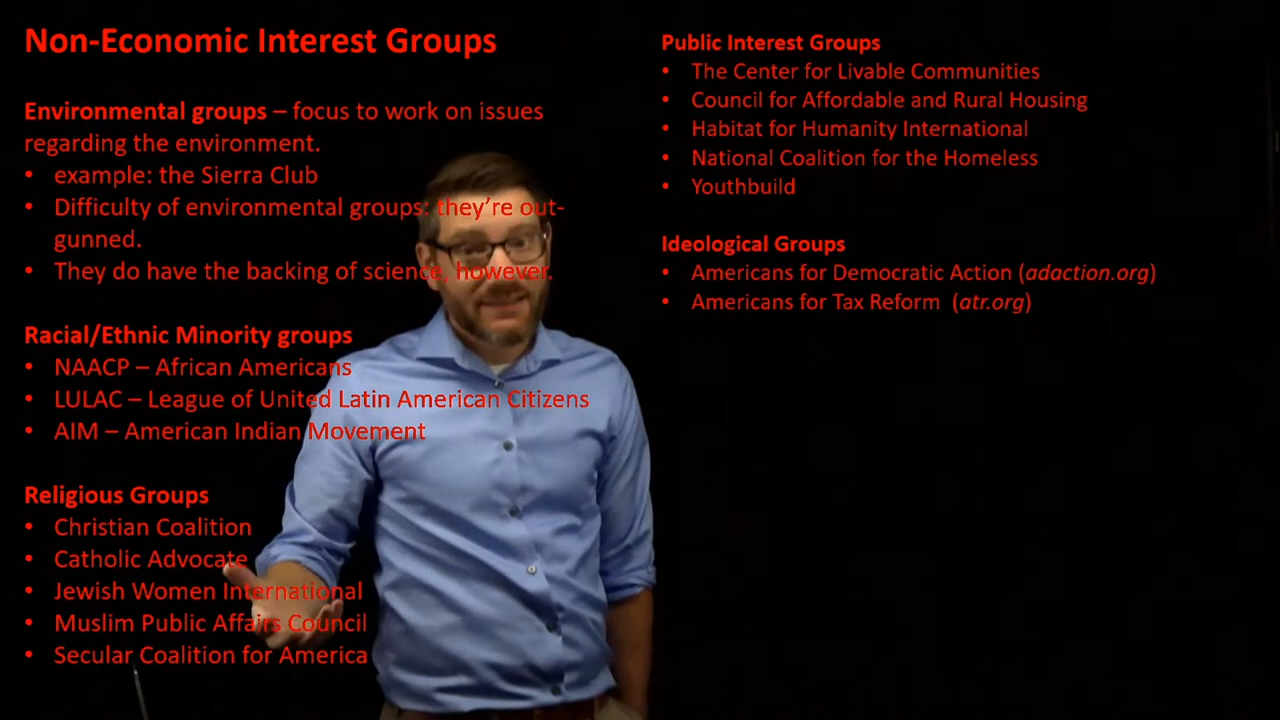 Non-Economic Interest Groups
Environmental groups – focus to work on issues
regarding the environment.
• example: the Sierra Club
• Difficulty of environmental groups: they're out-
gunned.
• They do have the backing of science, however.
Racial/Ethnic Minority groups
• NAACP – African Americans
• LULAC – League of United Latin American Citizens
• AIM – American Indian Movement
Religious Groups
• Christian Coalition
• Catholic Advocate
• Jewish Women International
• Muslim Public Affairs Council
• Secular Coalition for America
Public Interest Groups
• The Center for Livable Communities
• Council for Affordable and Rural Housing
• Habitat for Humanity International
• National Coalition for the Homeless
• Youthbuild
Ideological Groups
• Americans for Democratic Action (adaction.org)
• Americans for Tax Reform (atr.org)